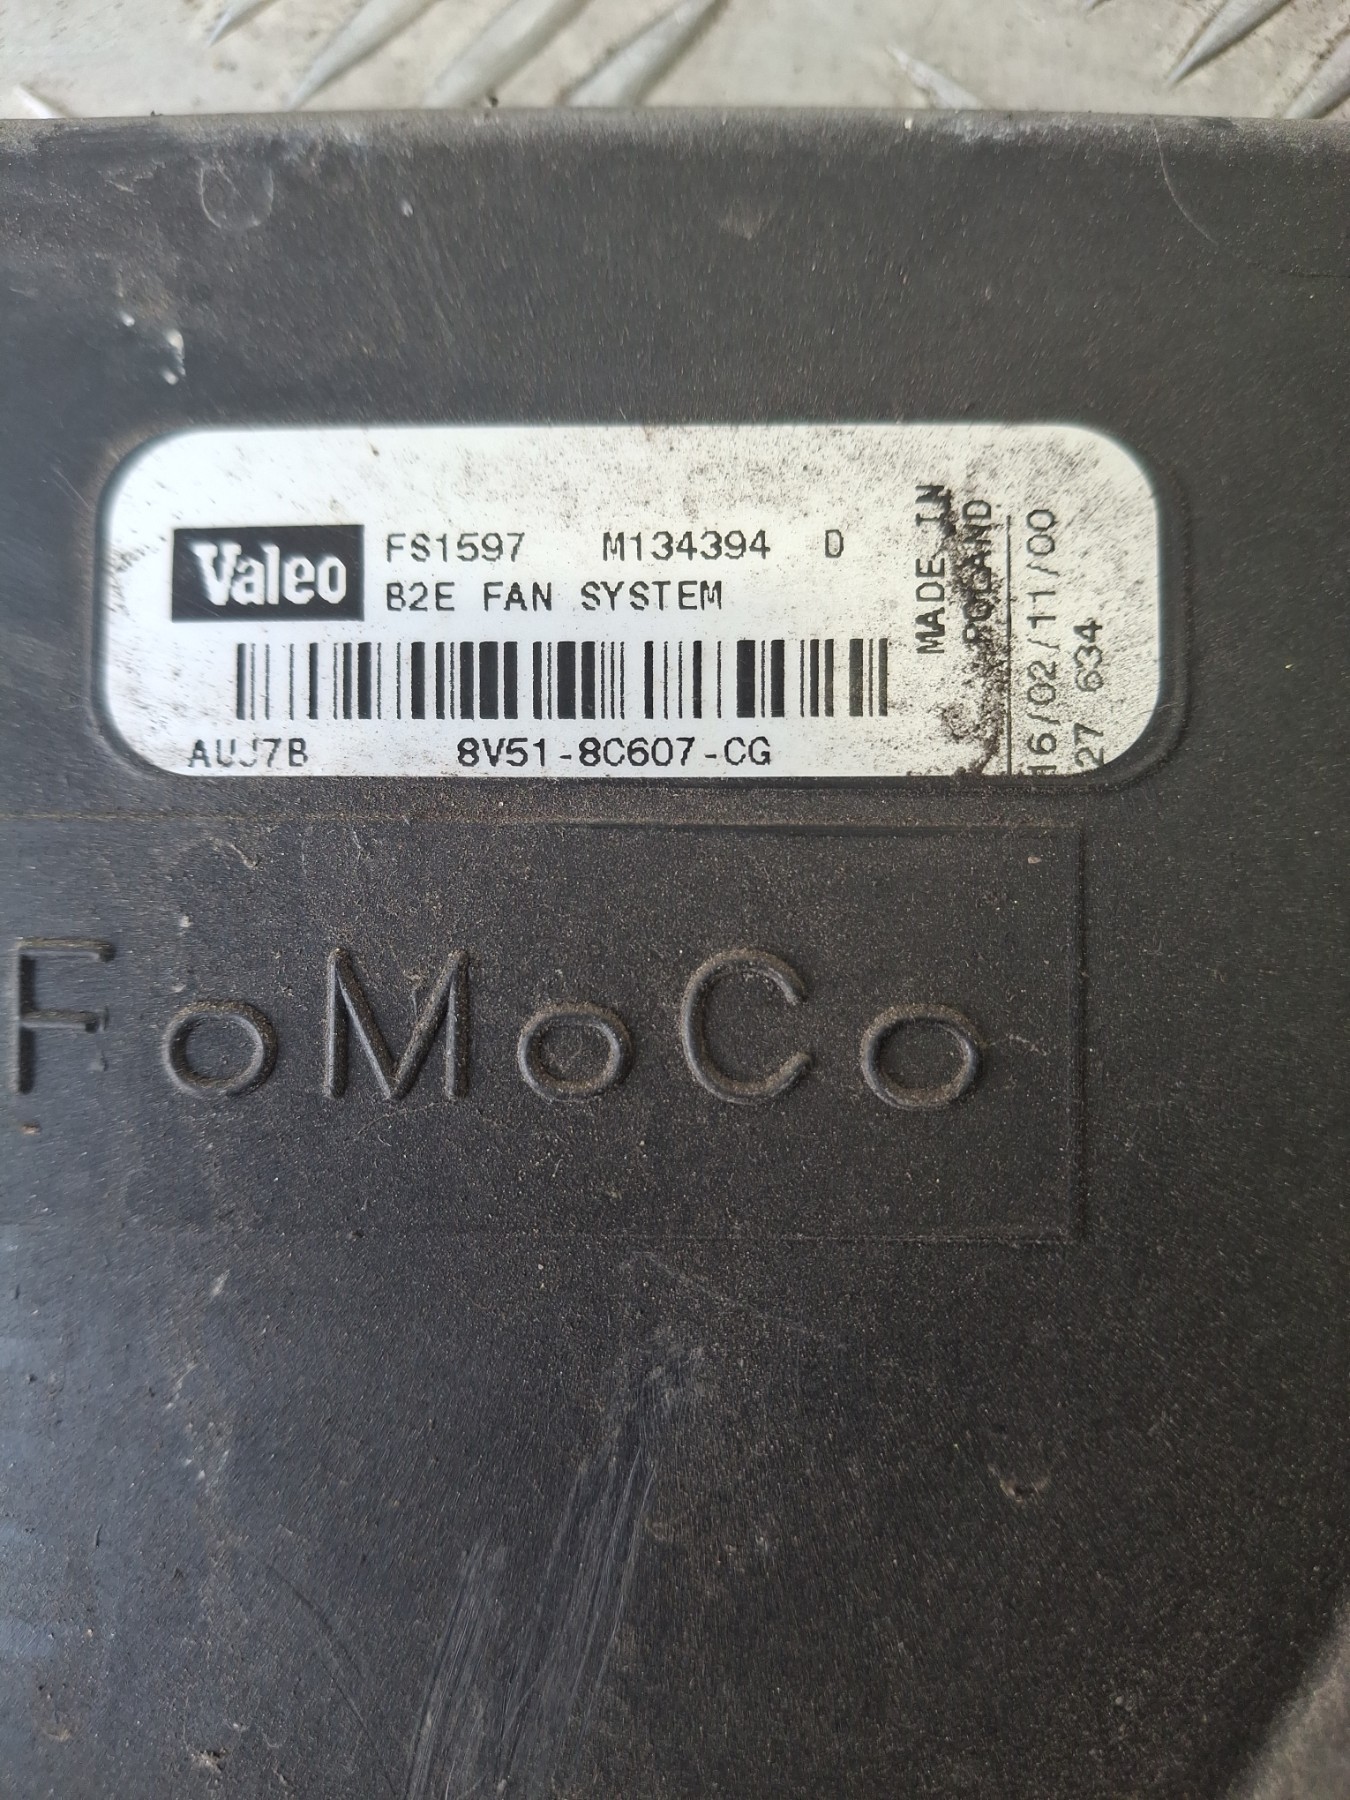 Valeo
FS1597 M134394 D
B2E FAN SYSTEM
AUJ7B 8V51-8C607-CG
MADE IN
POLAND
16/02/11/00
27 634
FoMoCo